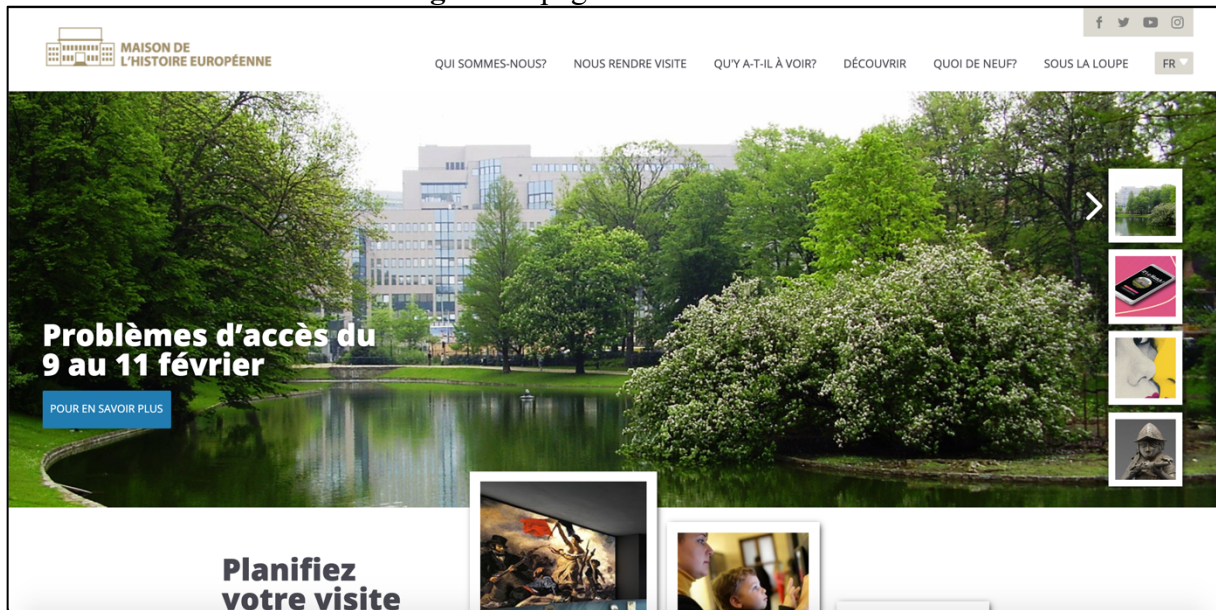 MAISON DE
L'HISTOIRE EUROPÉENNE
QUI SOMMES-NOUS? NOUS RENDRE VISITE QU'Y A-T-IL À VOIR? DÉCOUVRIR QUOI DE NEUF? SOUS LA LOUPE FR
Problèmes d'accès du
9 au 11 février
POUR EN SAVOIR PLUS
Planifiez
votre visite